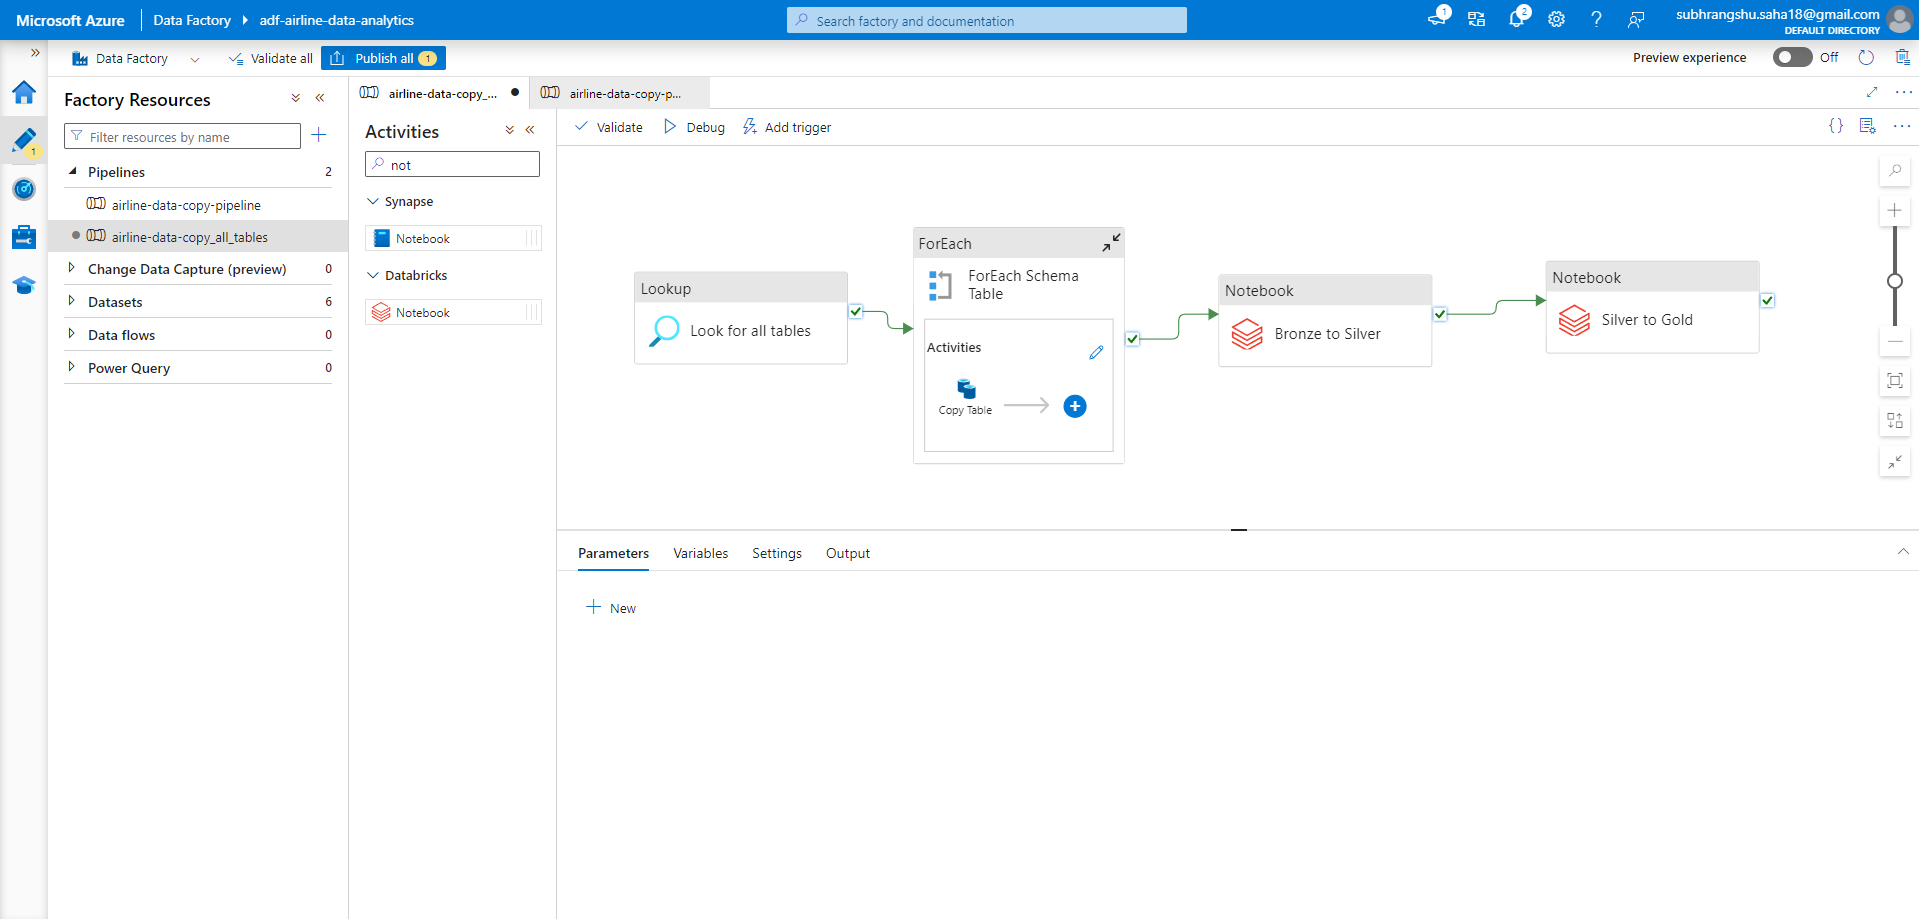 Microsoft Azure
Data Factory
adf-airline-data-analytics
Search factory and documentation
1
2
subhrangshu.saha18@gmail.com
DEFAULT DIRECTORY
Data Factory
Validate all
Publish all
1
Preview experience
Off
1
Factory Resources
Filter resources by name
Pipelines
2
airline-data-copy-pipeline
airline-data-copy_all_tables
Change Data Capture (preview)
0
Datasets
6
Data flows
0
Power Query
0
airline-data-copy_...
airline-data-copy-p...
Activities
not
Synapse
Notebook
Databricks
Notebook
Validate
Debug
Add trigger
{}
Lookup
Look for all tables
ForEach
ForEach Schema
Table
Activities
Copy Table
Notebook
Bronze to Silver
Notebook
Silver to Gold
Parameters
Variables
Settings
Output
New